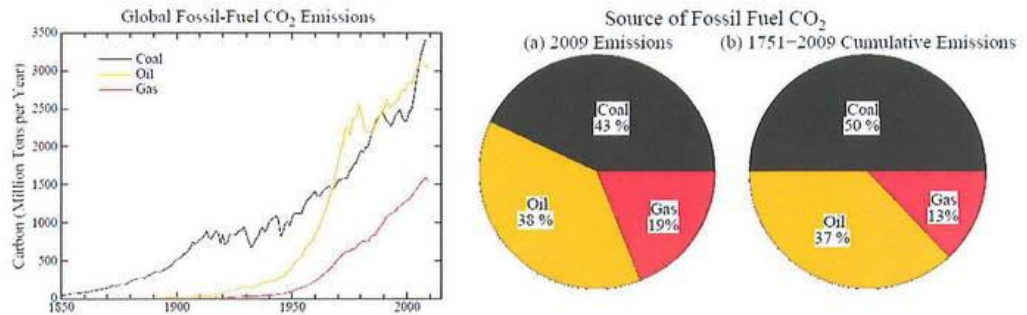 Global Fossil-Fuel CO₂ Emissions
Carbon (Million Tons per Year)
3500
3000
2500
2000
1500
1000
500
0
1850
1900
1950
2000
Coal
Oil
Gas
Source of Fossil Fuel CO₂
(a) 2009 Emissions
Coal
43 %
Oil
38 %
Gas
19%
(b) 1751−2009 Cumulative Emissions
Coal
50 %
Oil
37 %
Gas
13%